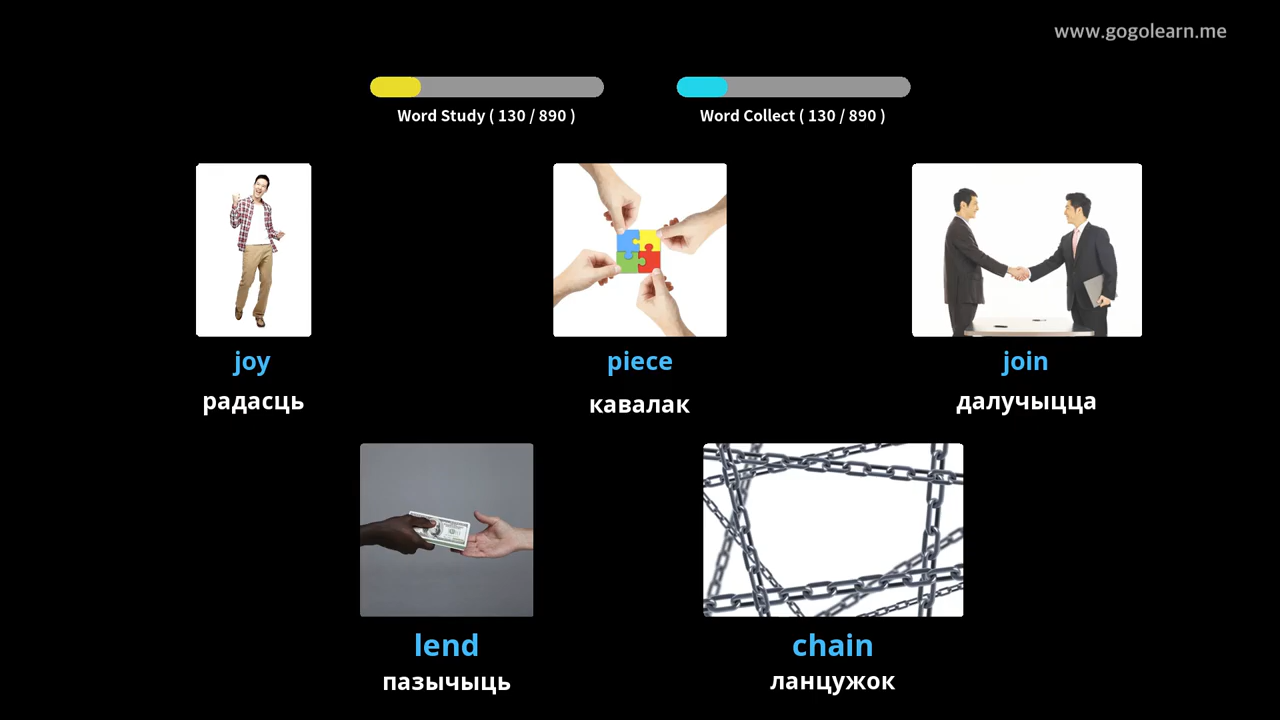 www.gogolearn.me
Word Study ( 130 / 890 )
Word Collect ( 130 / 890 )
joy
радасць
piece
кавалак
join
далучыцца
lend
пазычыць
chain
ланцужок